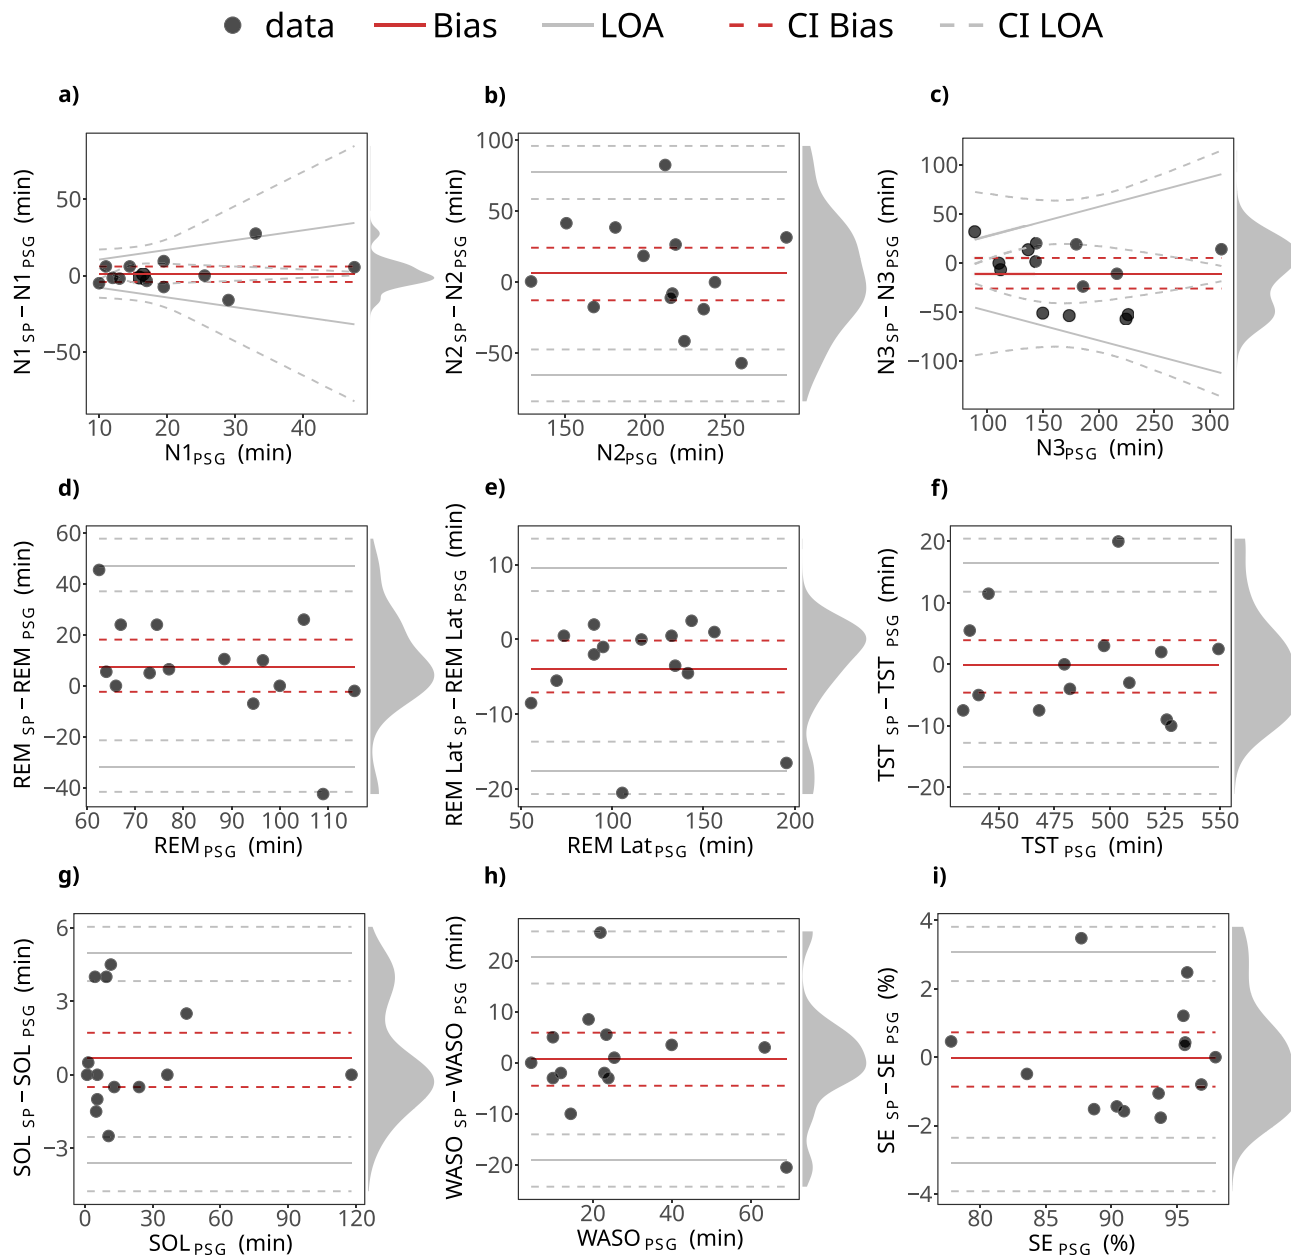 data Bias LOA CI Bias CI LOA
a)
N1 SP − N1 PSG (min)
50
0
−50
10 20 30 40
N1 PSG (min)
b)
N2 SP − N2 PSG (min)
100
50
0
−50
150 200 250
N2 PSG (min)
c)
N3 SP − N3 PSG (min)
100
50
0
−50
−100
100 150 200 250 300
N3 PSG (min)
d)
REM SP − REM PSG (min)
60
40
20
0
−20
−40
60 70 80 90 100 110
REM PSG (min)
e)
REM Lat SP − REM Lat PSG (min)
10
0
−10
−20
50 100 150 200
REM Lat PSG (min)
f)
TST SP − TST PSG (min)
20
10
0
−10
−20
450 475 500 525 550
TST PSG (min)
g)
SOL SP − SOL PSG (min)
6
3
0
−3
0 30 60 90 120
SOL PSG (min)
h)
WASO SP − WASO PSG (min)
20
10
0
−10
−20
20 40 60
WASO PSG (min)
i)
SE SP − SE PSG (%)
4
2
0
−2
−4
80 85 90 95
SE PSG (%)